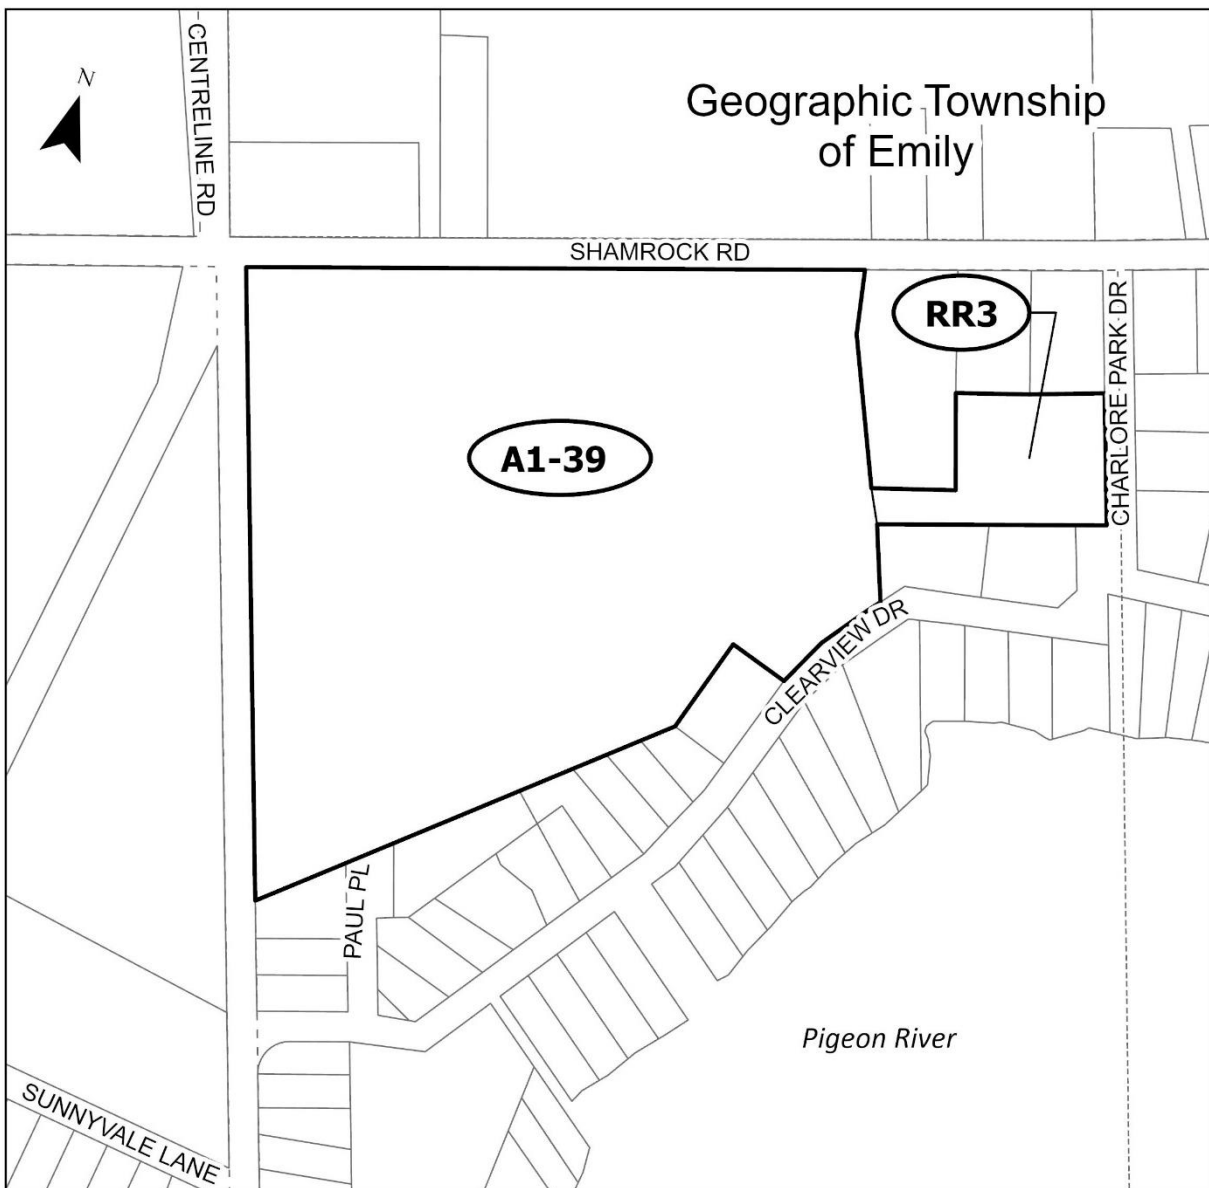 CENTRELINE RD
N
Geographic Township
of Emily
SHAMROCK RD
RR3
CHARLORE PARK DR
A1-39
CLEARVIEW DR
PAUL PL
Pigeon River
SUNNYVALE LANE